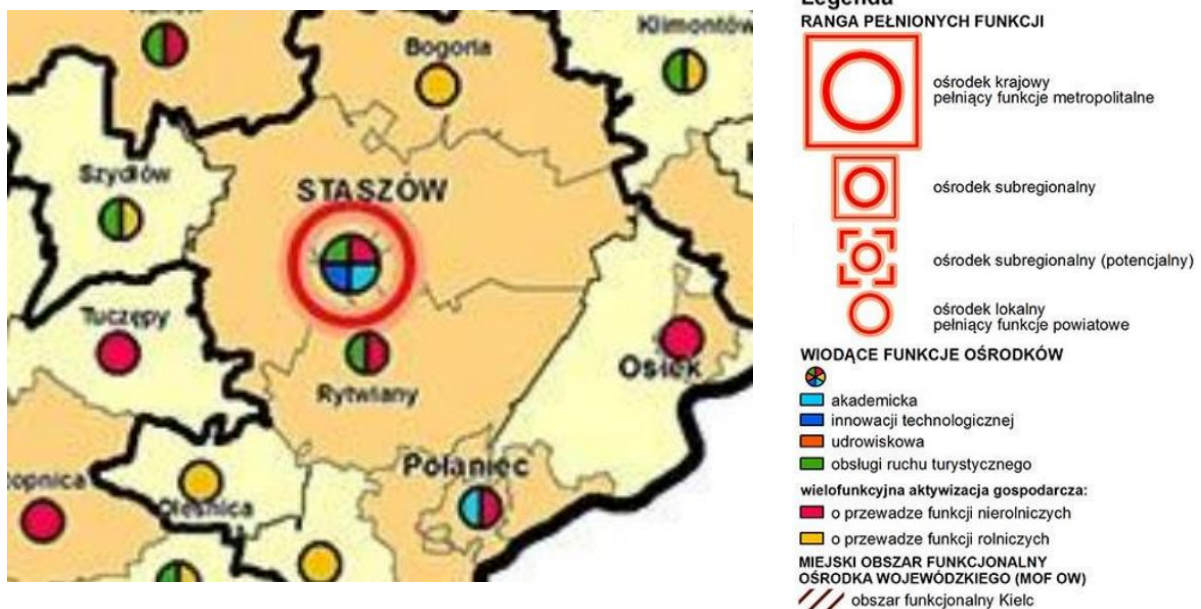 Bogoria
Klimontów
Szydłów
STASZÓW
Tuczępy
Osiek
Rytwiany
Połaniec
Oleśnica
Legenda
RANGA PEŁNIONYCH FUNKCJI
ośrodek krajowy
pełniący funkcje metropolitalne
ośrodek subregionalny
ośrodek subregionalny (potencjalny)
ośrodek lokalny
pełniący funkcje powiatowe
WIODĄCE FUNKCJE OŚRODKÓW
akademicka
innowacji technologicznej
udrowiskowa
obsługi ruchu turystycznego
wielofunkcyjna aktywizacja gospodarcza:
o przewadze funkcji nierolniczych
o przewadze funkcji rolniczych
MIEJSKI OBSZAR FUNKCJONALNY
OŚRODKA WOJEWÓDZKIEGO (MOF OW)
obszar funkcjonalny Kielc